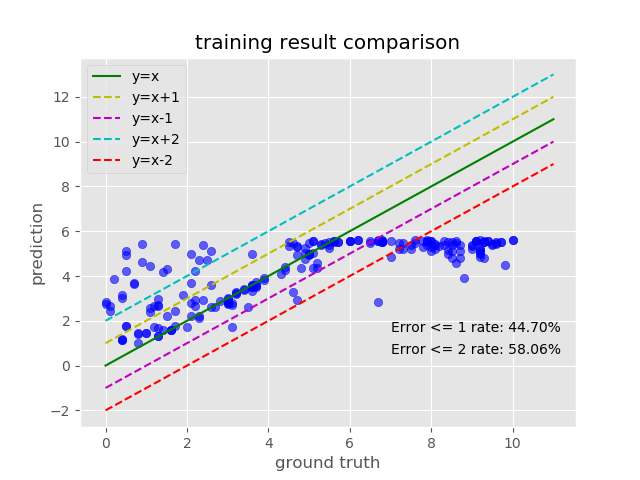 training result comparison
y=x
y=x+1
y=x-1
y=x+2
y=x-2
12
10
8
6
4
2
0
−2
prediction
Error <= 1 rate: 44.70%
Error <= 2 rate: 58.06%
0 2 4 6 8 10
ground truth